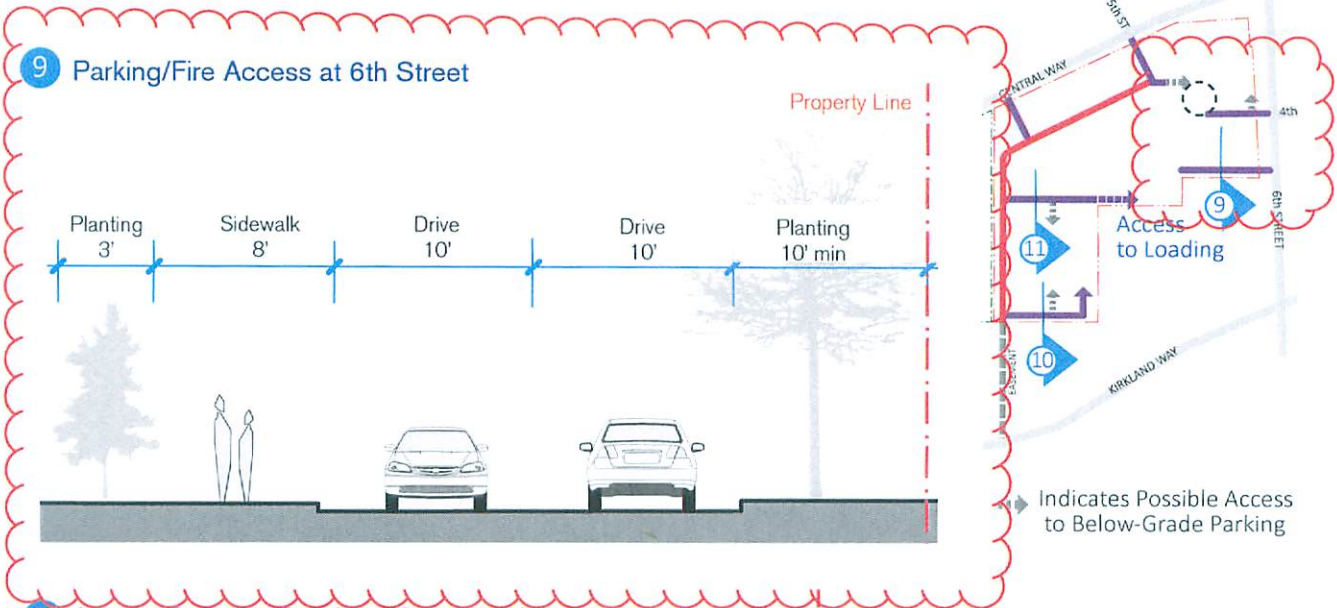 9 Parking/Fire Access at 6th Street
Property Line
Planting
3'
Sidewalk
8'
Drive
10'
Drive
10'
Planting
10' min
5th ST
CENTRAL WAY
4th
9
6th STREET
11
Access
to Loading
10
EASEMENT
KIRKLAND WAY
Indicates Possible Access
to Below-Grade Parking